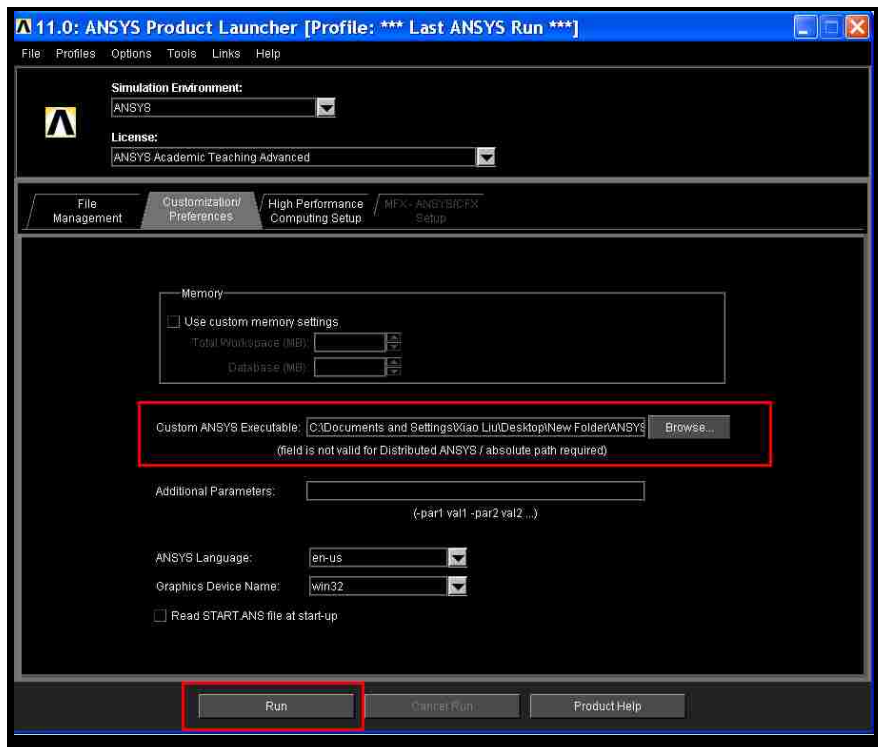 11.0: ANSYS Product Launcher [Profile: *** Last ANSYS Run ***]
File Profiles Options Tools Links Help
Simulation Environment:
ANSYS
License:
ANSYS Academic Teaching Advanced
File Management
Customization/ Preferences
High Performance Computing Setup
MFX - ANSYS/CFX Setup
Memory
Use custom memory settings
Total Workspace (MB):
Database (MB):
Custom ANSYS Executable: C:\Documents and Settings\Xiao Liu\Desktop\New Folder\ANSYS Browse...
(field is not valid for Distributed ANSYS / absolute path required)
Additional Parameters:
(-par1 val1 -par2 val2 ...)
ANSYS Language: en-us
Graphics Device Name: win32
Read START.ANS file at start-up
Run Cancel Run Product Help